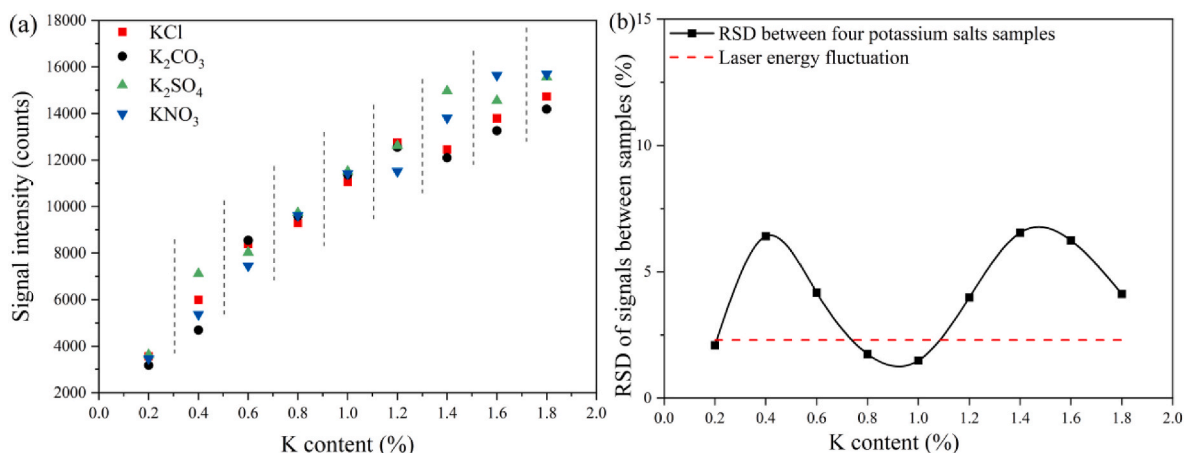 (a)
KCl
K₂CO₃
K₂SO₄
KNO₃
Signal intensity (counts)
18000
16000
14000
12000
10000
8000
6000
4000
2000
0.0 0.2 0.4 0.6 0.8 1.0 1.2 1.4 1.6 1.8 2.0
K content (%)
(b)
RSD between four potassium salts samples
Laser energy fluctuation
RSD of signals between samples (%)
15
10
5
0
0.2 0.4 0.6 0.8 1.0 1.2 1.4 1.6 1.8 2.0
K content (%)